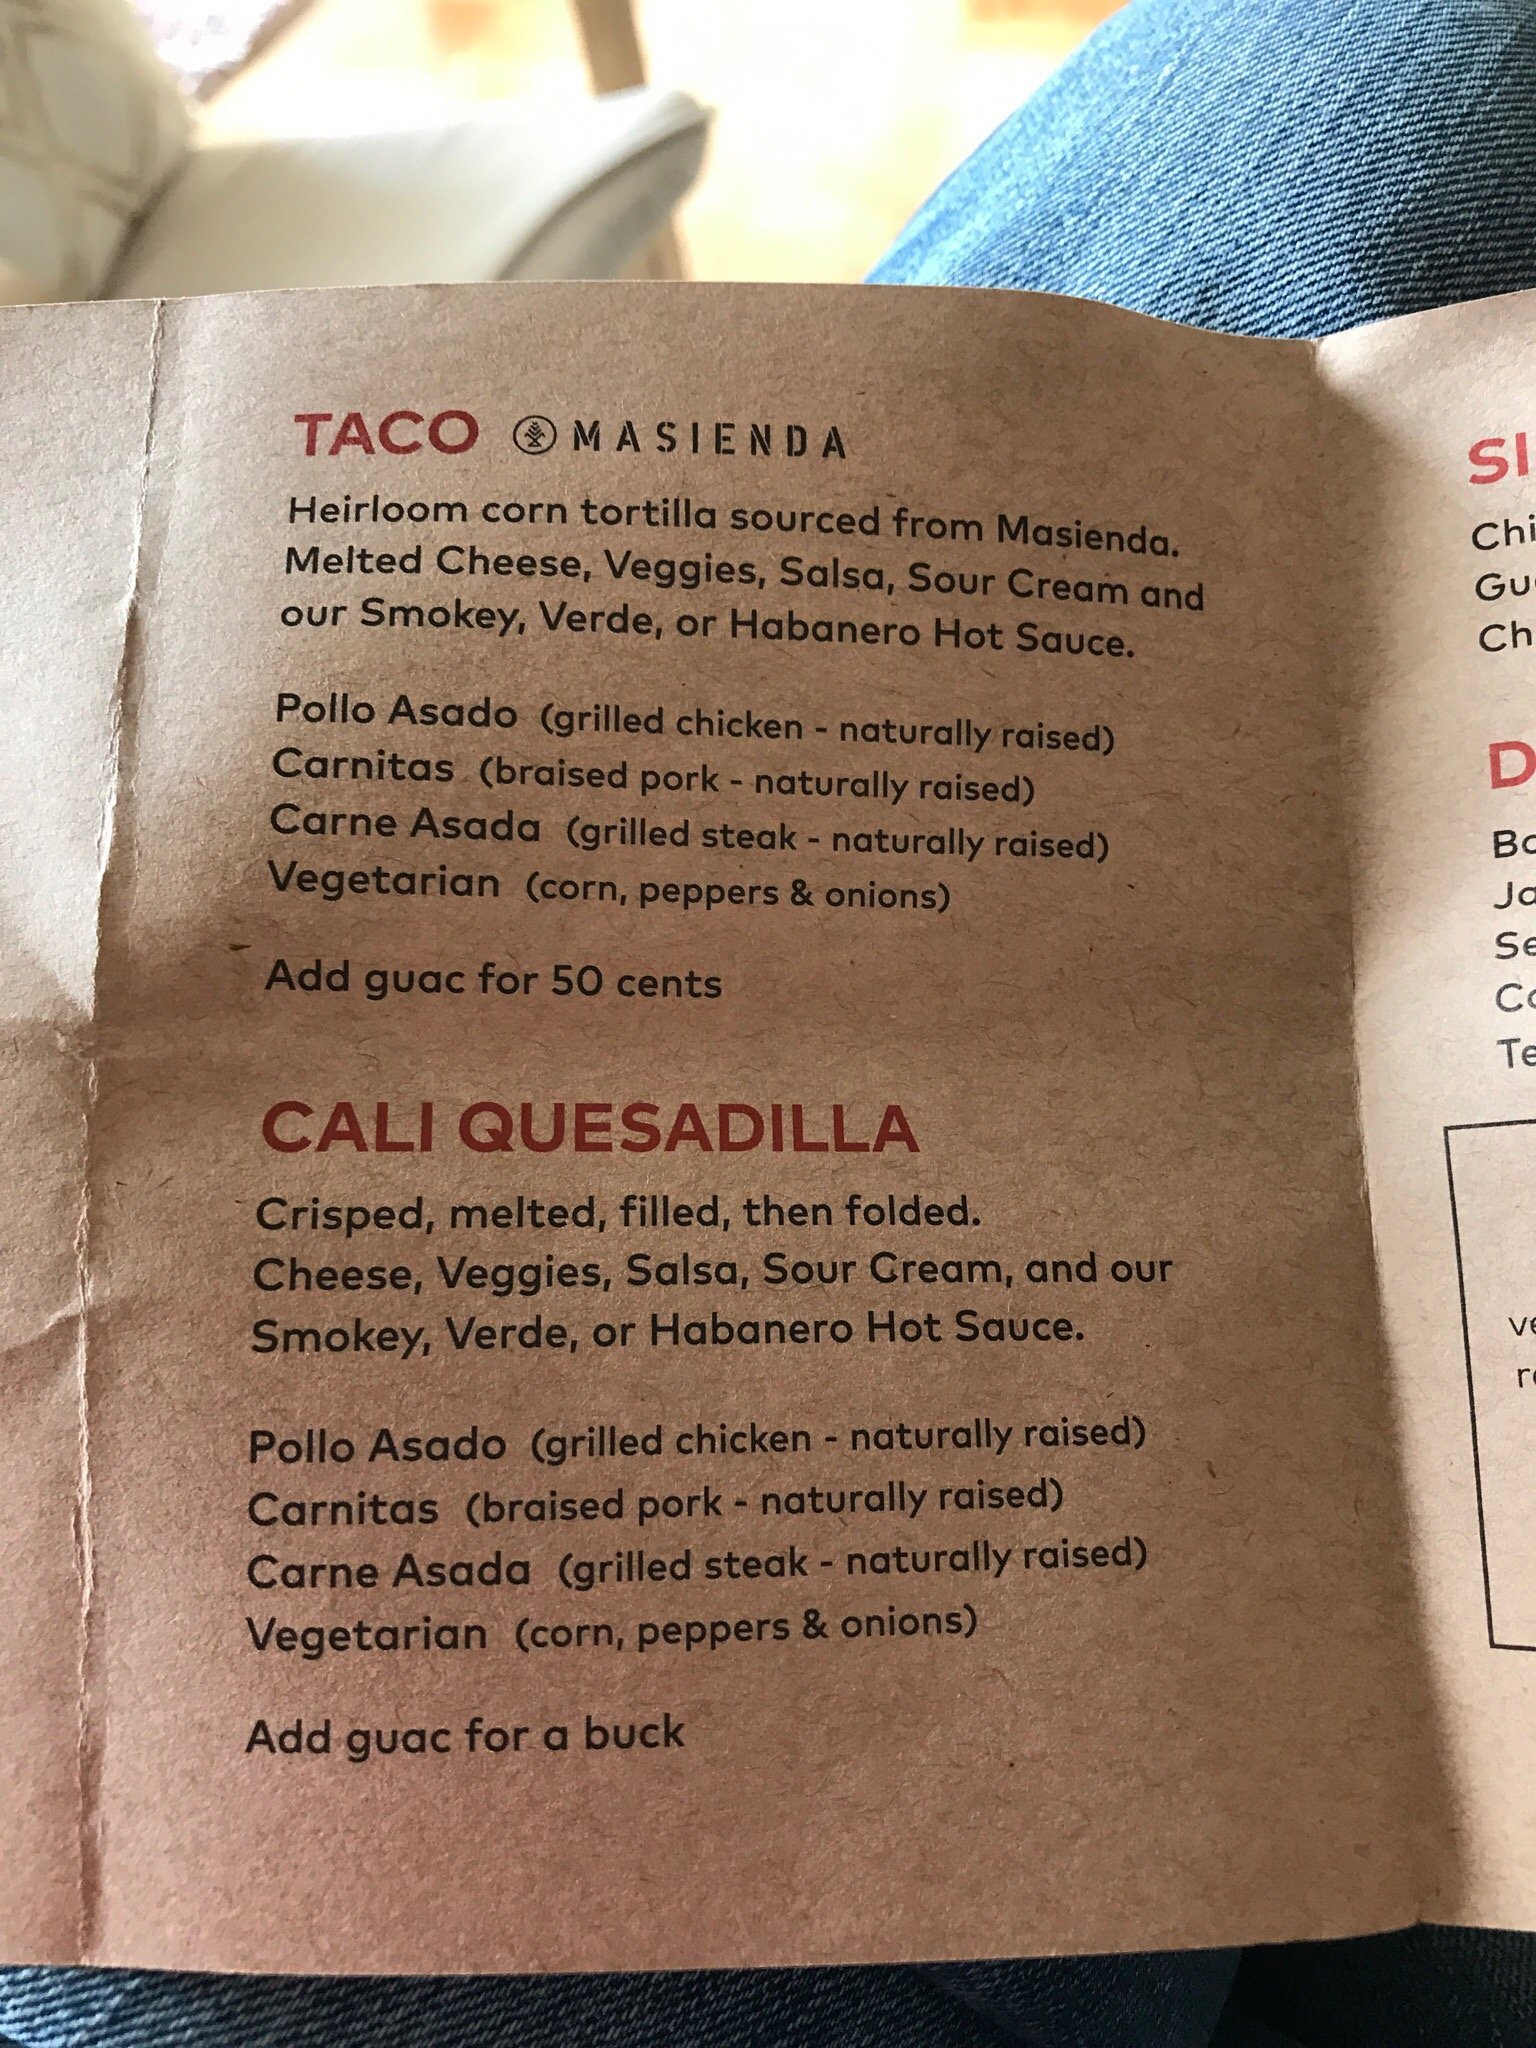 TACO MASIENDA
Heirloom corn tortilla sourced from Masienda.
Melted Cheese, Veggies, Salsa, Sour Cream and
our Smokey, Verde, or Habanero Hot Sauce.
Pollo Asado (grilled chicken - naturally raised)
Carnitas (braised pork - naturally raised)
Carne Asada (grilled steak - naturally raised)
Vegetarian (corn, peppers & onions)
Add guac for 50 cents
CALI QUESADILLA
Crisped, melted, filled, then folded.
Cheese, Veggies, Salsa, Sour Cream, and our
Smokey, Verde, or Habanero Hot Sauce.
Pollo Asado (grilled chicken - naturally raised)
Carnitas (braised pork - naturally raised)
Carne Asada (grilled steak - naturally raised)
Vegetarian (corn, peppers & onions)
Add guac for a buck